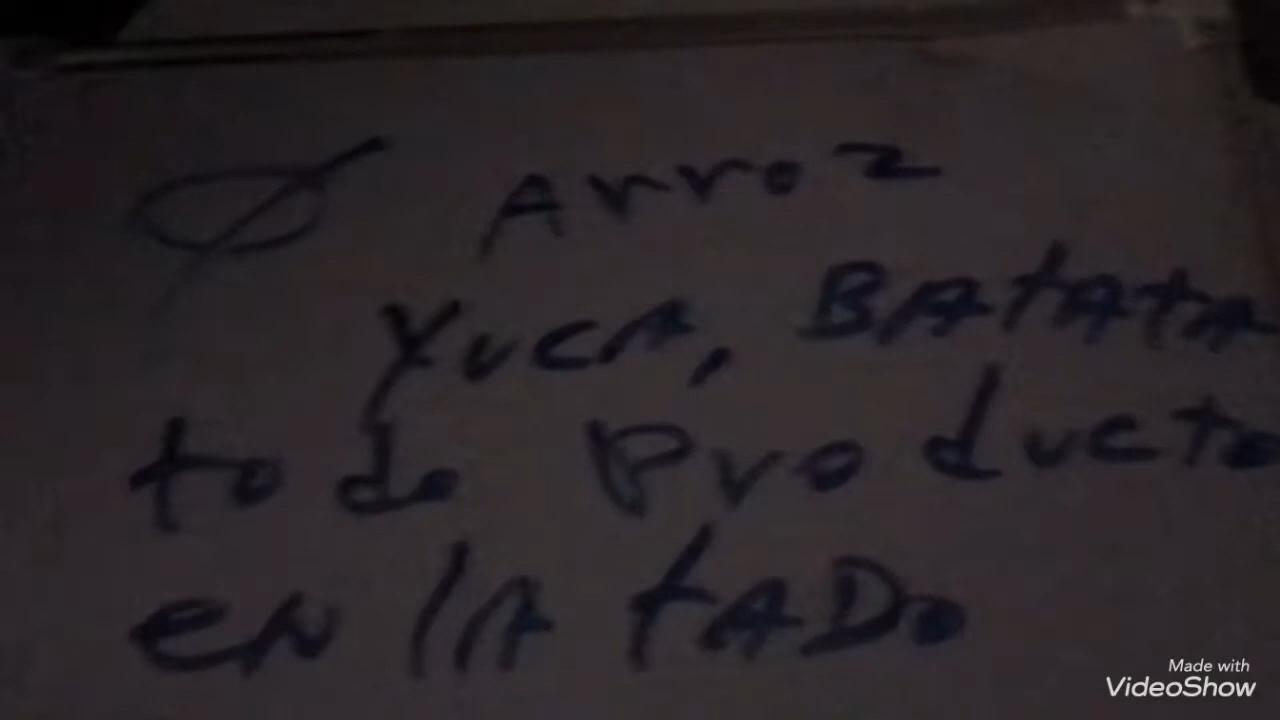 Ø Arroz
YucA, BATATA
todo Producto
enlATADo
Made with
VideoShow